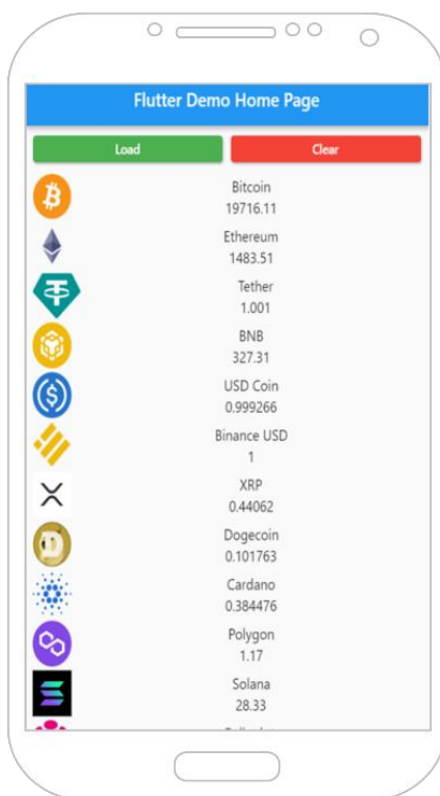 Flutter Demo Home Page
Load Clear
Bitcoin
19716.11
Ethereum
1483.51
Tether
1.001
BNB
327.31
USD Coin
0.999266
Binance USD
1
XRP
0.44062
Dogecoin
0.101763
Cardano
0.384476
Polygon
1.17
Solana
28.33